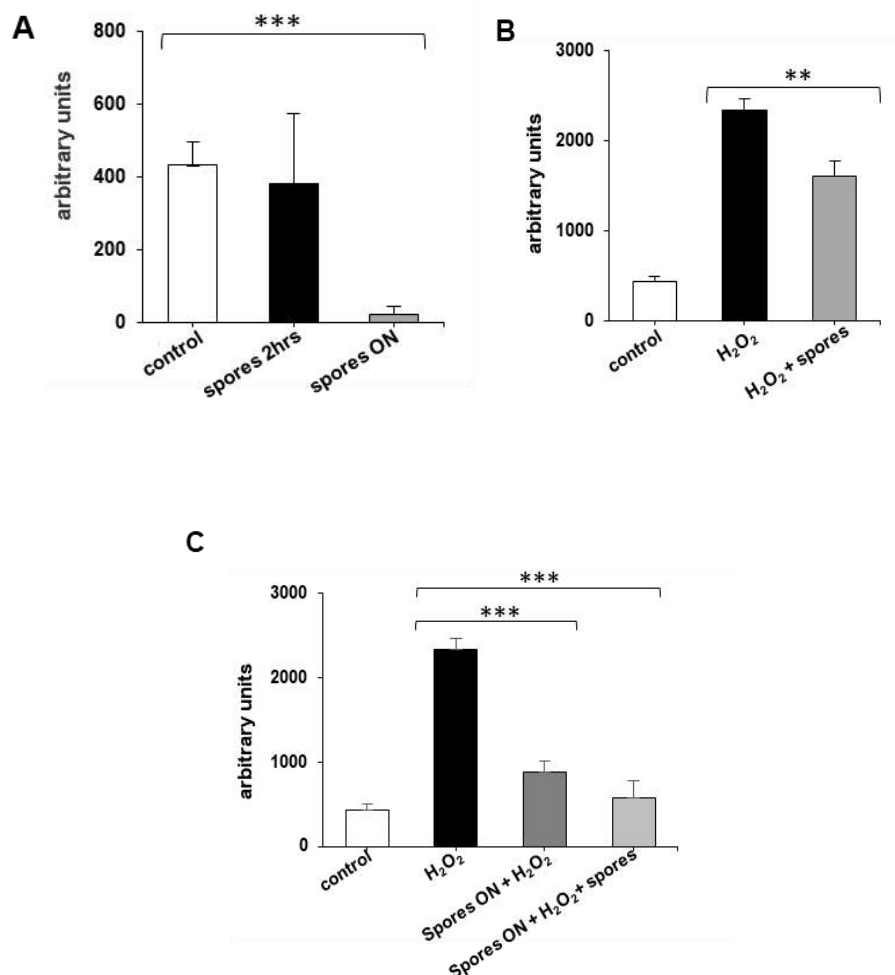 A
***
800
600
400
200
0
arbitrary units
control
spores 2hrs
spores ON
B
**
3000
2000
1000
0
arbitrary units
control
H₂O₂
H₂O₂ + spores
C
***
***
3000
2000
1000
0
arbitrary units
control
H₂O₂
Spores ON + H₂O₂
Spores ON + H₂O₂ + spores